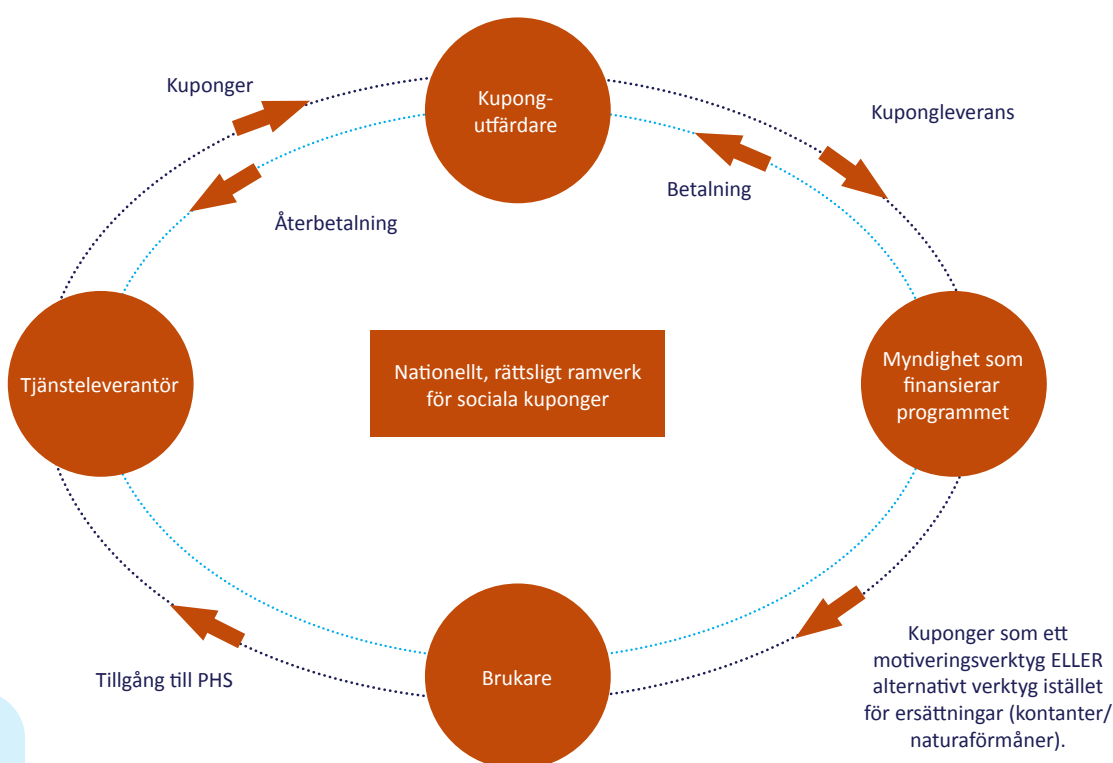 Kuponger
Kupong-
utfärdare
Kupongleverans
Betalning
Återbetalning
Tjänsteleverantör
Nationellt, rättsligt ramverk
för sociala kuponger
Myndighet som
finansierar
programmet
Tillgång till PHS
Brukare
Kuponger som ett
motiveringsverktyg ELLER
alternativt verktyg istället
för ersättningar (kontanter/
naturaförmåner).